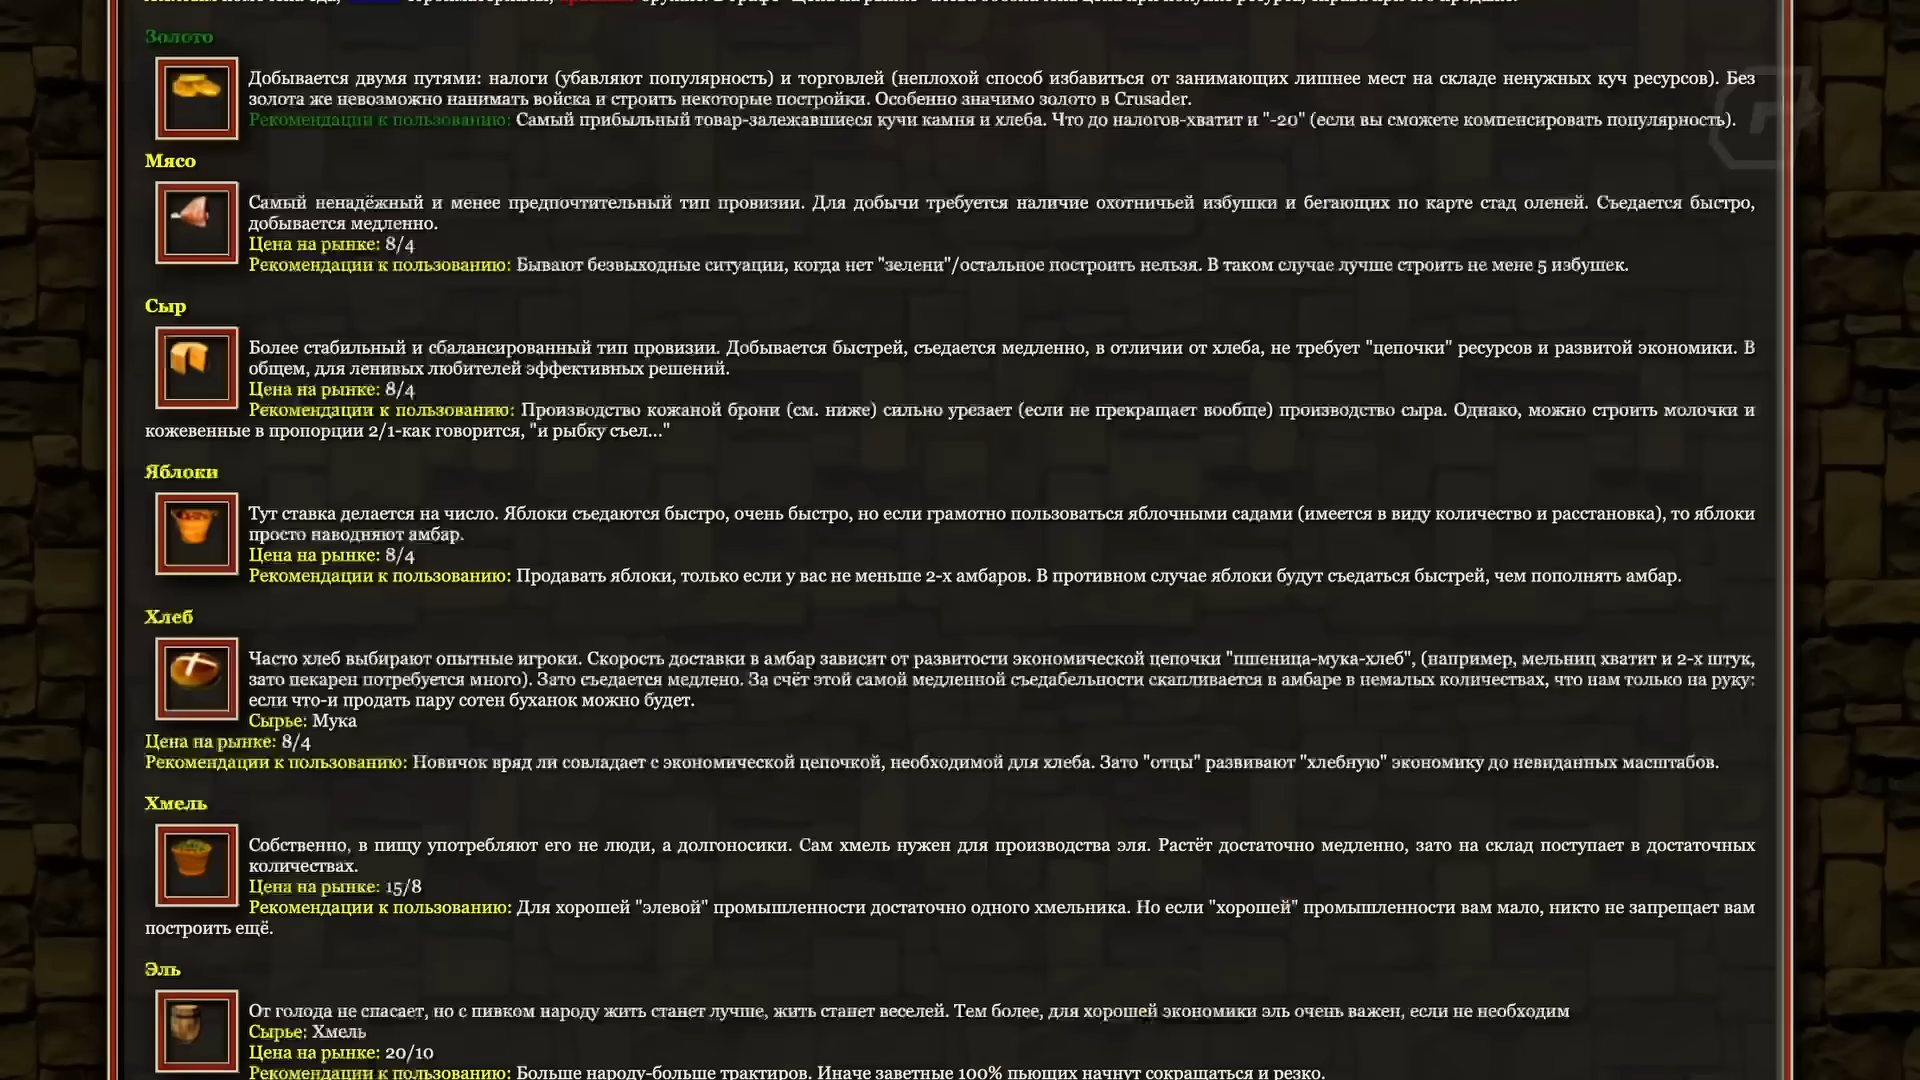 Золото
Добывается двумя путями: налоги (убавляют популярность) и торговлей (неплохой способ избавиться от занимающих лишнее мест на складе ненужных куч ресурсов). Без
золота же невозможно нанимать войска и строить некоторые постройки. Особенно значимо золото в Crusader.
Рекомендации к пользованию: Самый прибыльный товар-залежавшиеся кучи камня и хлеба. Что до налогов-хватит и "-20" (если вы сможете компенсировать популярность).
Мясо
Самый ненадёжный и менее предпочтительный тип провизии. Для добычи требуется наличие охотничьей избушки и бегающих по карте стад оленей. Съедается быстро,
добывается медленно.
Цена на рынке: 8/4
Рекомендации к пользованию: Бывают безвыходные ситуации, когда нет "зелени"/остальное построить нельзя. В таком случае лучше строить не мене 5 избушек.
Сыр
Более стабильный и сбалансированный тип провизии. Добывается быстрей, съедается медленно, в отличии от хлеба, не требует "цепочки" ресурсов и развитой экономики. В
общем, для ленивых любителей эффективных решений.
Цена на рынке: 8/4
Рекомендации к пользованию: Производство кожаной брони (см. ниже) сильно урезает (если не прекращает вообще) производство сыра. Однако, можно строить молочки и
кожевенные в пропорции 2/1-как говорится, "и рыбку съел..."
Яблоки
Тут ставка делается на число. Яблоки съедаются быстро, очень быстро, но если грамотно пользоваться яблочными садами (имеется в виду количество и расстановка), то яблоки
просто наводняют амбар.
Цена на рынке: 8/4
Рекомендации к пользованию: Продавать яблоки, только если у вас не меньше 2-х амбаров. В противном случае яблоки будут съедаться быстрей, чем пополнять амбар.
Хлеб
Часто хлеб выбирают опытные игроки. Скорость доставки в амбар зависит от развитости экономической цепочки "пшеница-мука-хлеб", (например, мельниц хватит и 2-х штук,
зато пекарен потребуется много). Зато съедается медлено. За счёт этой самой медленной съедабельности скапливается в амбаре в немалых количествах, что нам только на руку:
если что-и продать пару сотен буханок можно будет.
Сырье: Мука
Цена на рынке: 8/4
Рекомендации к пользованию: Новичок вряд ли совладает с экономической цепочкой, необходимой для хлеба. Зато "отцы" развивают "хлебную" экономику до невиданных масштабов.
Хмель
Собственно, в пищу употребляют его не люди, а долгоносики. Сам хмель нужен для производства эля. Растёт достаточно медленно, зато на склад поступает в достаточных
количествах.
Цена на рынке: 15/8
Рекомендации к пользованию: Для хорошей "элевой" промышленности достаточно одного хмельника. Но если "хорошей" промышленности вам мало, никто не запрещает вам
построить ещё.
Эль
От голода не спасает, но с пивком народу жить станет лучше, жить станет веселей. Тем более, для хорошей экономики эль очень важен, если не необходим
Сырье: Хмель
Цена на рынке: 20/10
Рекомендации к пользованию: Больше народу-больше трактиров. Иначе заветные 100% пьющих начнут сокращаться и резко.